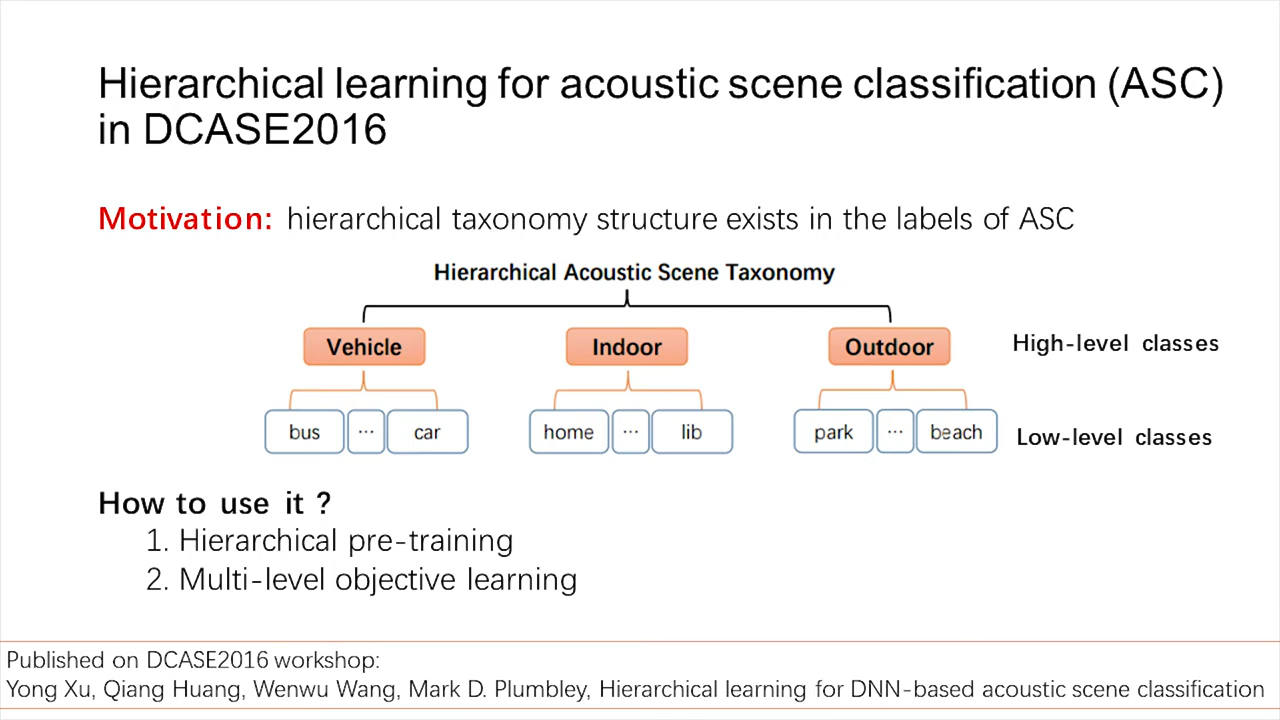 Hierarchical learning for acoustic scene classification (ASC)
in DCASE2016
Motivation: hierarchical taxonomy structure exists in the labels of ASC
Hierarchical Acoustic Scene Taxonomy
Vehicle Indoor Outdoor High-level classes
bus ... car home ... lib park ... beach Low-level classes
How to use it ?
1. Hierarchical pre-training
2. Multi-level objective learning
Published on DCASE2016 workshop:
Yong Xu, Qiang Huang, Wenwu Wang, Mark D. Plumbley, Hierarchical learning for DNN-based acoustic scene classification